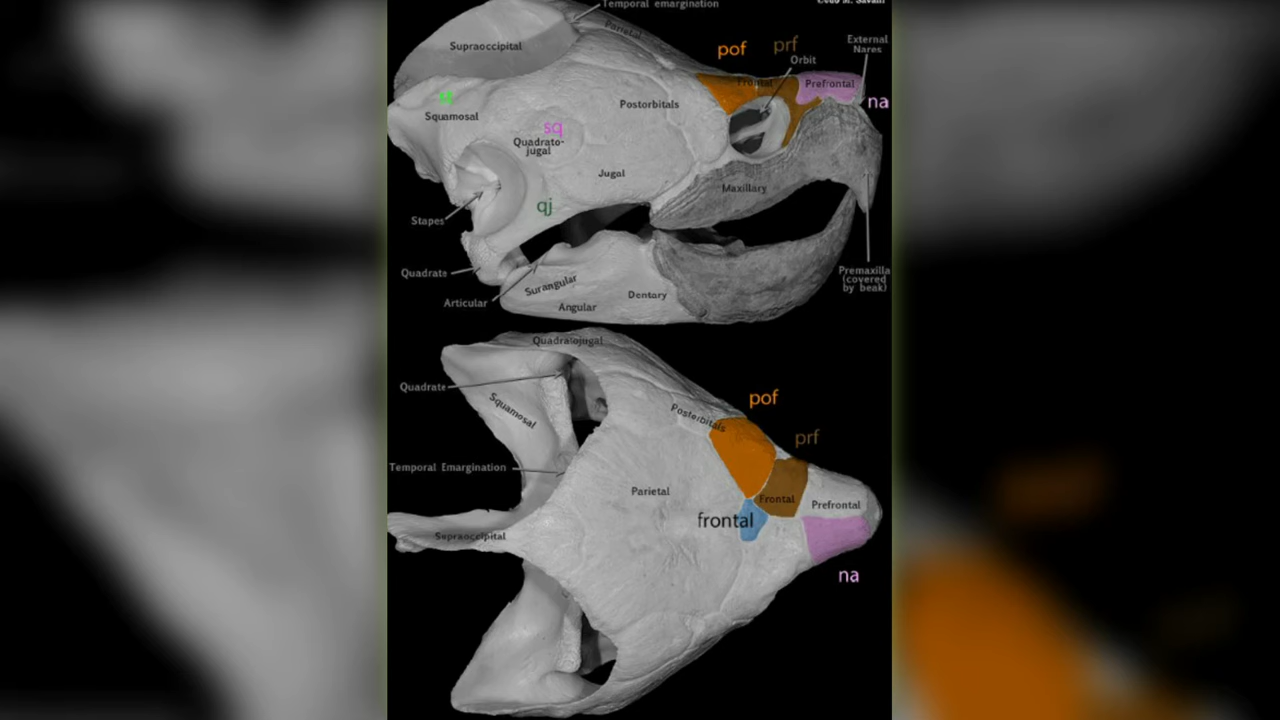 Temporal emargination
Parietal
Supraoccipital
pof
prf
External
Nares
Orbit
Frontal
Prefrontal
na
Postorbitals
Squamosal
sq
Quadrato-
jugal
Jugal
Maxillary
qj
Stapes
Quadrate
Surangular
Articular
Angular
Dentary
Premaxilla
(covered
by beak)
Quadratojugal
Quadrate
Squamosal
Postorbitals
pof
prf
Temporal Emargination
Parietal
Frontal
Prefrontal
frontal
Supraoccipital
na